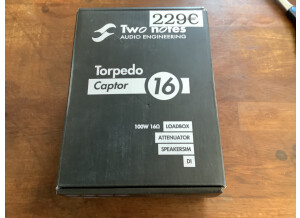 229€
Two notes
AUDIO ENGINEERING
Torpedo
Captor 16
100W 16Ω LOADBOX
ATTENUATOR
SPEAKERSIM
DI